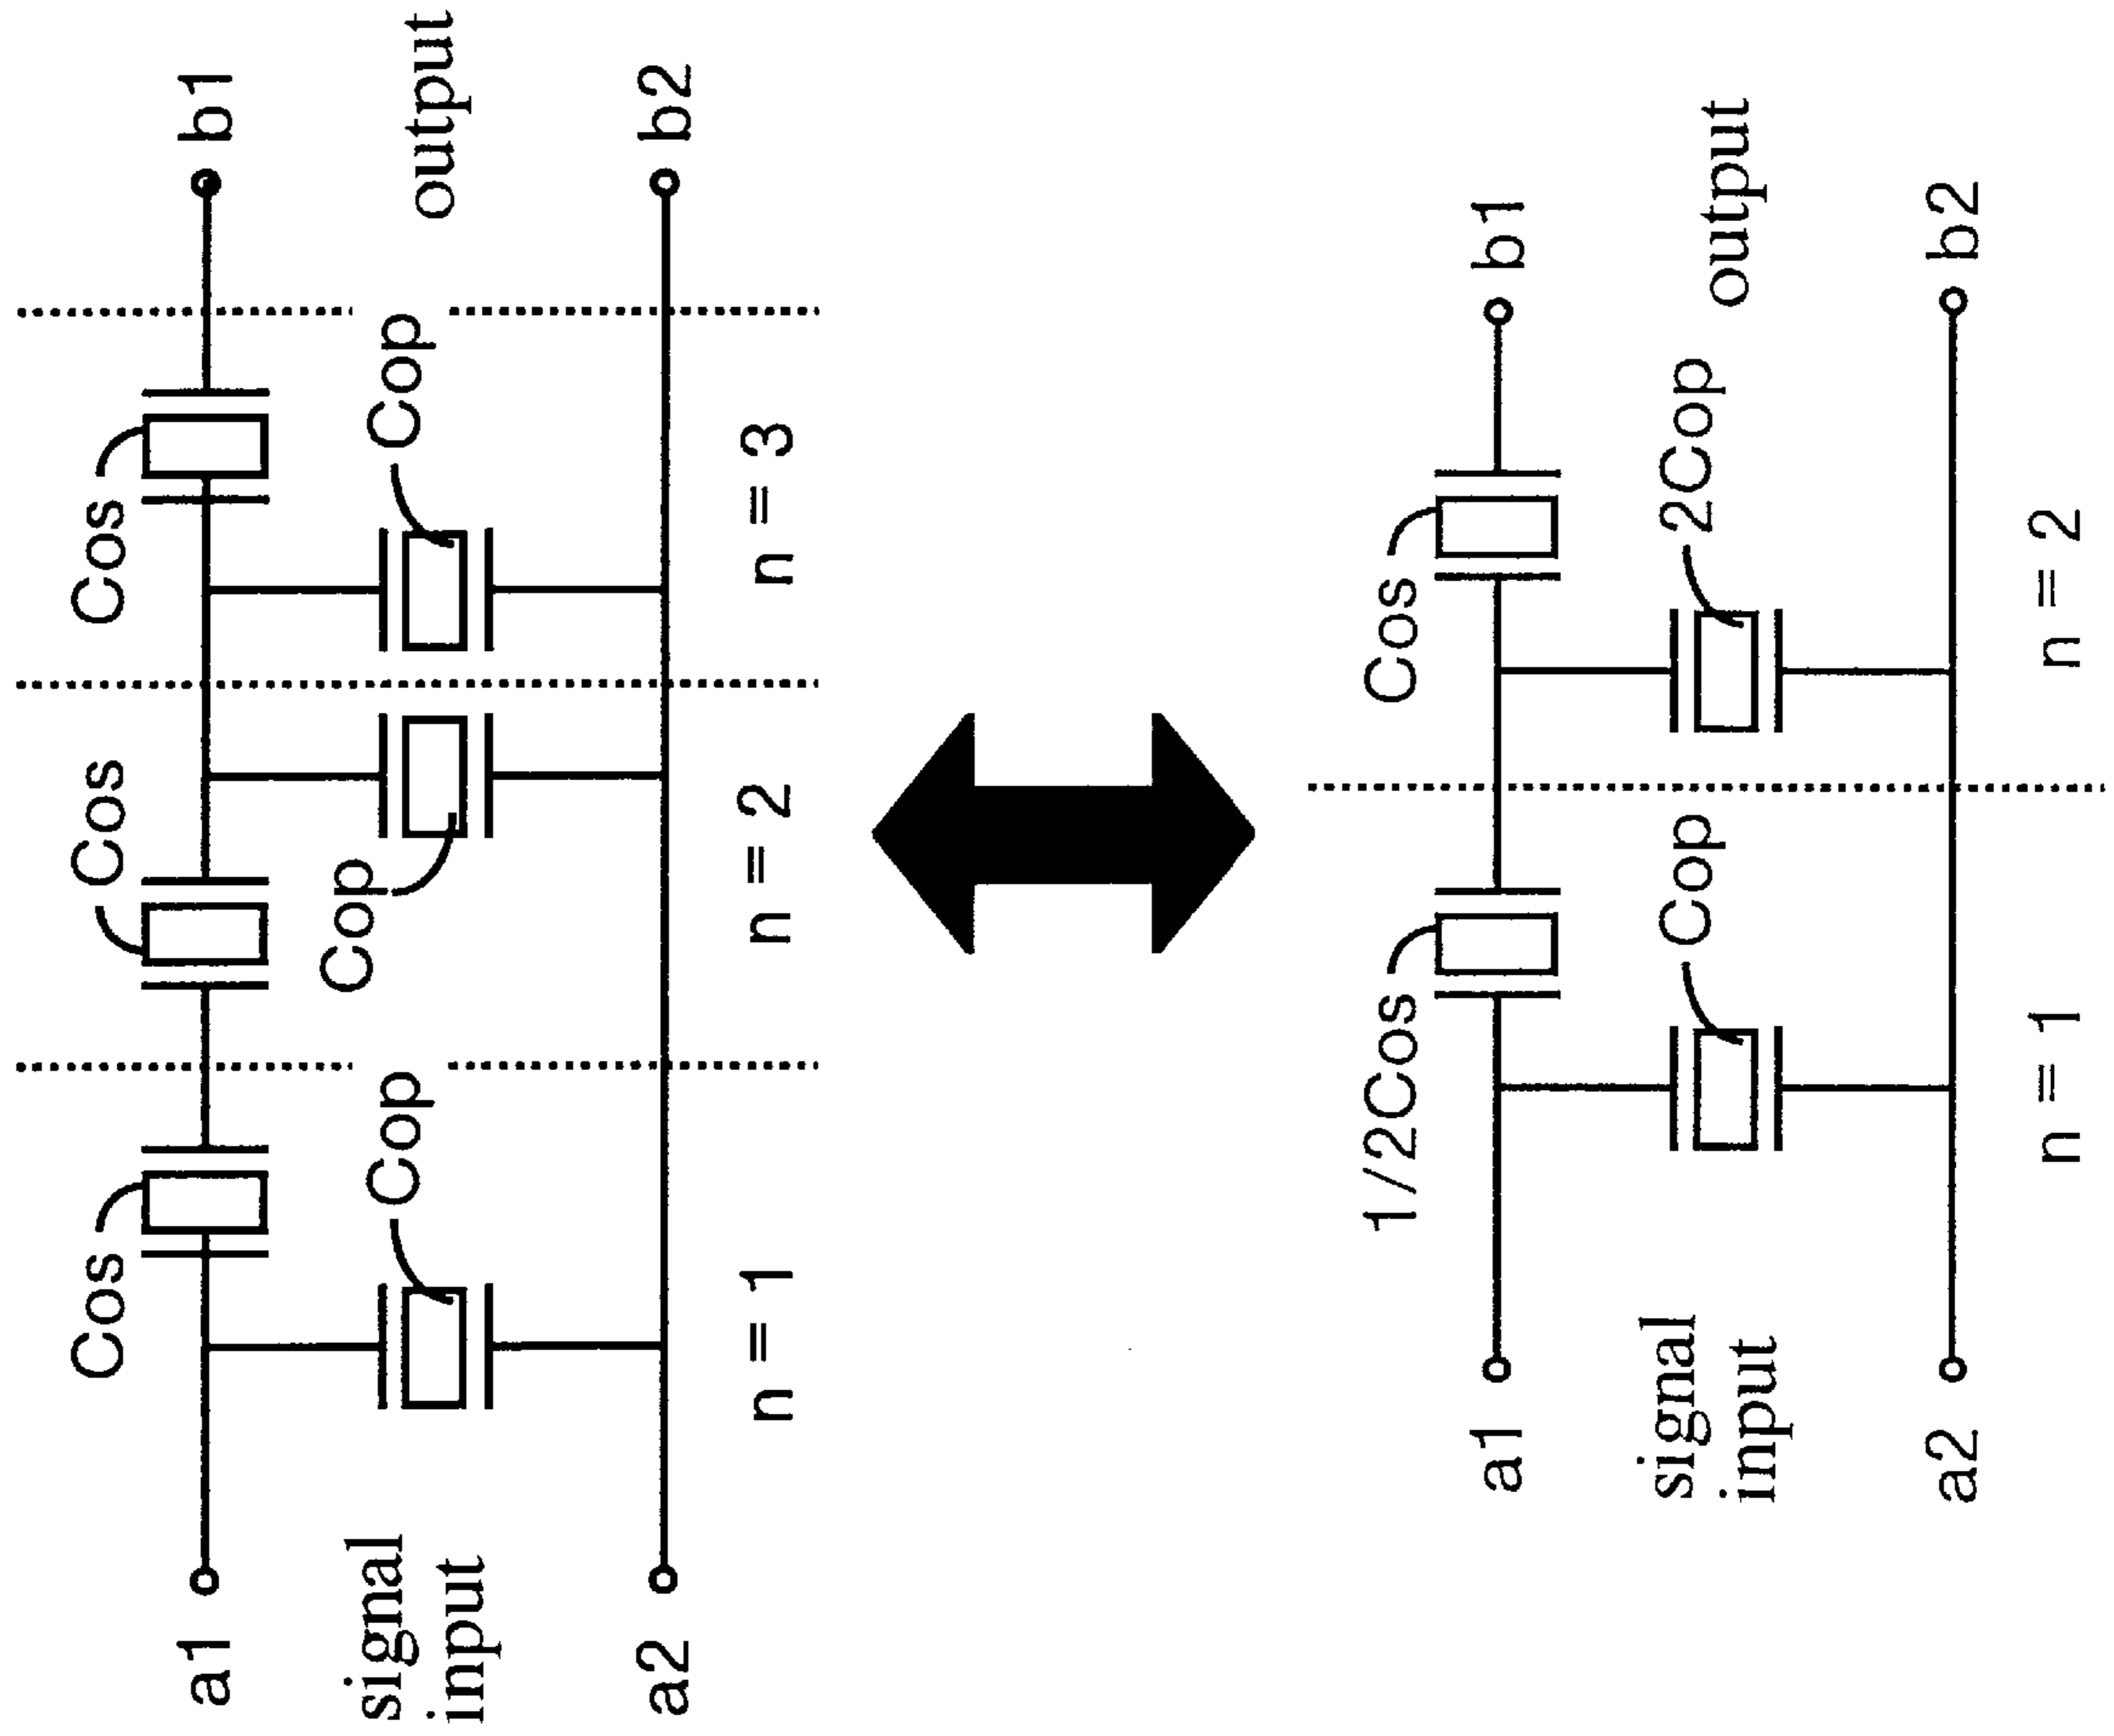 Cos
Cos
Cos
a1
b1
Cop
Cop
Cop
signal
input
output
a2
b2
n = 1
n = 2
n = 3
1/2Cos
Cos
a1
b1
Cop
2Cop
signal
input
output
a2
b2
n = 1
n = 2